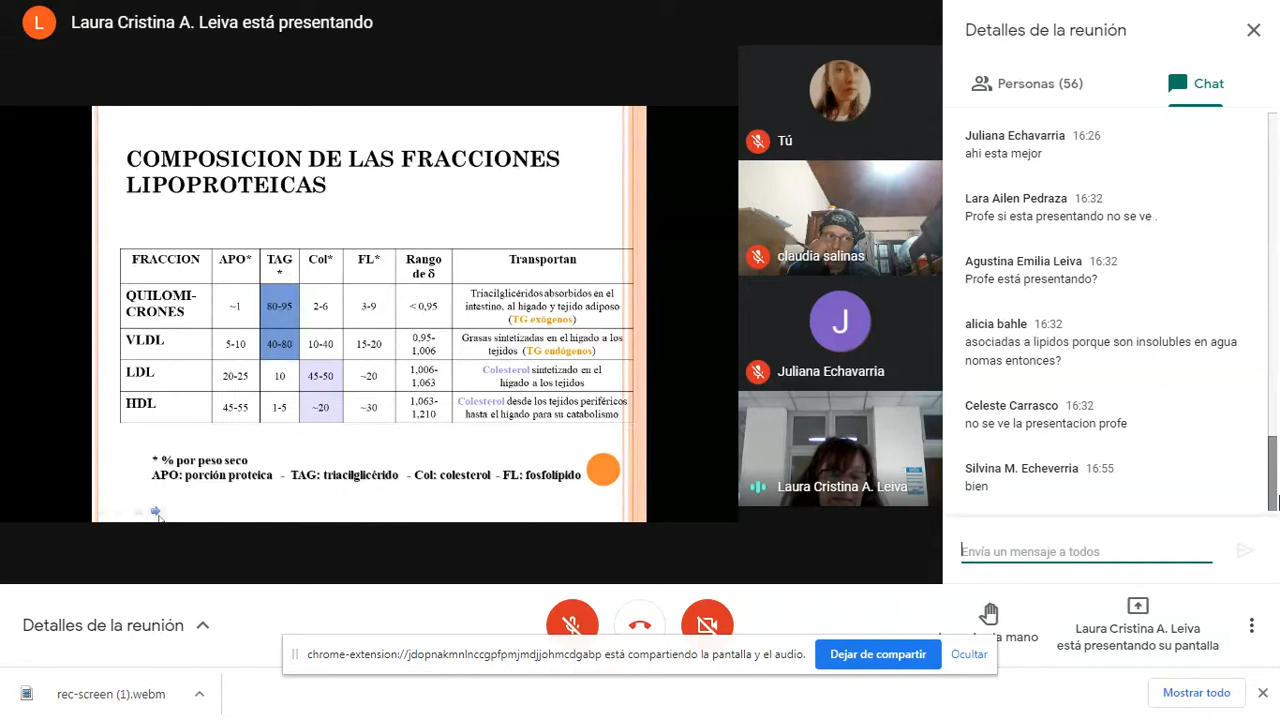 L
Laura Cristina A. Leiva está presentando
COMPOSICION DE LAS FRACCIONES
LIPOPROTEICAS
FRACCION APO* TAG * Col* FL* Rango de δ Transportan
QUILOMI-CRONES ~1 80-95 2-6 3-9 < 0,95 Triacilglicéridos absorbidos en el intestino, al hígado y tejido adiposo (TG exógenos)
VLDL 5-10 40-80 10-40 15-20 0,95-1,006 Grasas sintetizadas en el hígado a los tejidos (TG endógenos)
LDL 20-25 10 45-50 ~20 1,006-1,063 Colesterol sintetizado en el hígado a los tejidos
HDL 45-55 1-5 ~20 ~30 1,063-1,210 Colesterol desde los tejidos periféricos hasta el hígado para su catabolismo
* % por peso seco
APO: porción proteica - TAG: triacilglicérido - Col: colesterol - FL: fosfolípido
Tú
claudia salinas
J
Juliana Echavarria
Laura Cristina A. Leiva
Detalles de la reunión
Personas (56)
Chat
Juliana Echavarria 16:26
ahi esta mejor
Lara Ailen Pedraza 16:32
Profe si esta presentando no se ve .
Agustina Emilia Leiva 16:32
Profe está presentando?
alicia bahle 16:32
asociadas a lipidos porque son insolubles en agua
nomas entonces?
Celeste Carrasco 16:32
no se ve la presentacion profe
Silvina M. Echeverria 16:55
bien
Envía un mensaje a todos
Detalles de la reunión
la mano
Laura Cristina A. Leiva
está presentando su pantalla
chrome-extension://jdopnakmnlnccgpfpmjmdjjohmcdgabp está compartiendo la pantalla y el audio.
Dejar de compartir
Ocultar
rec-screen (1).webm
Mostrar todo